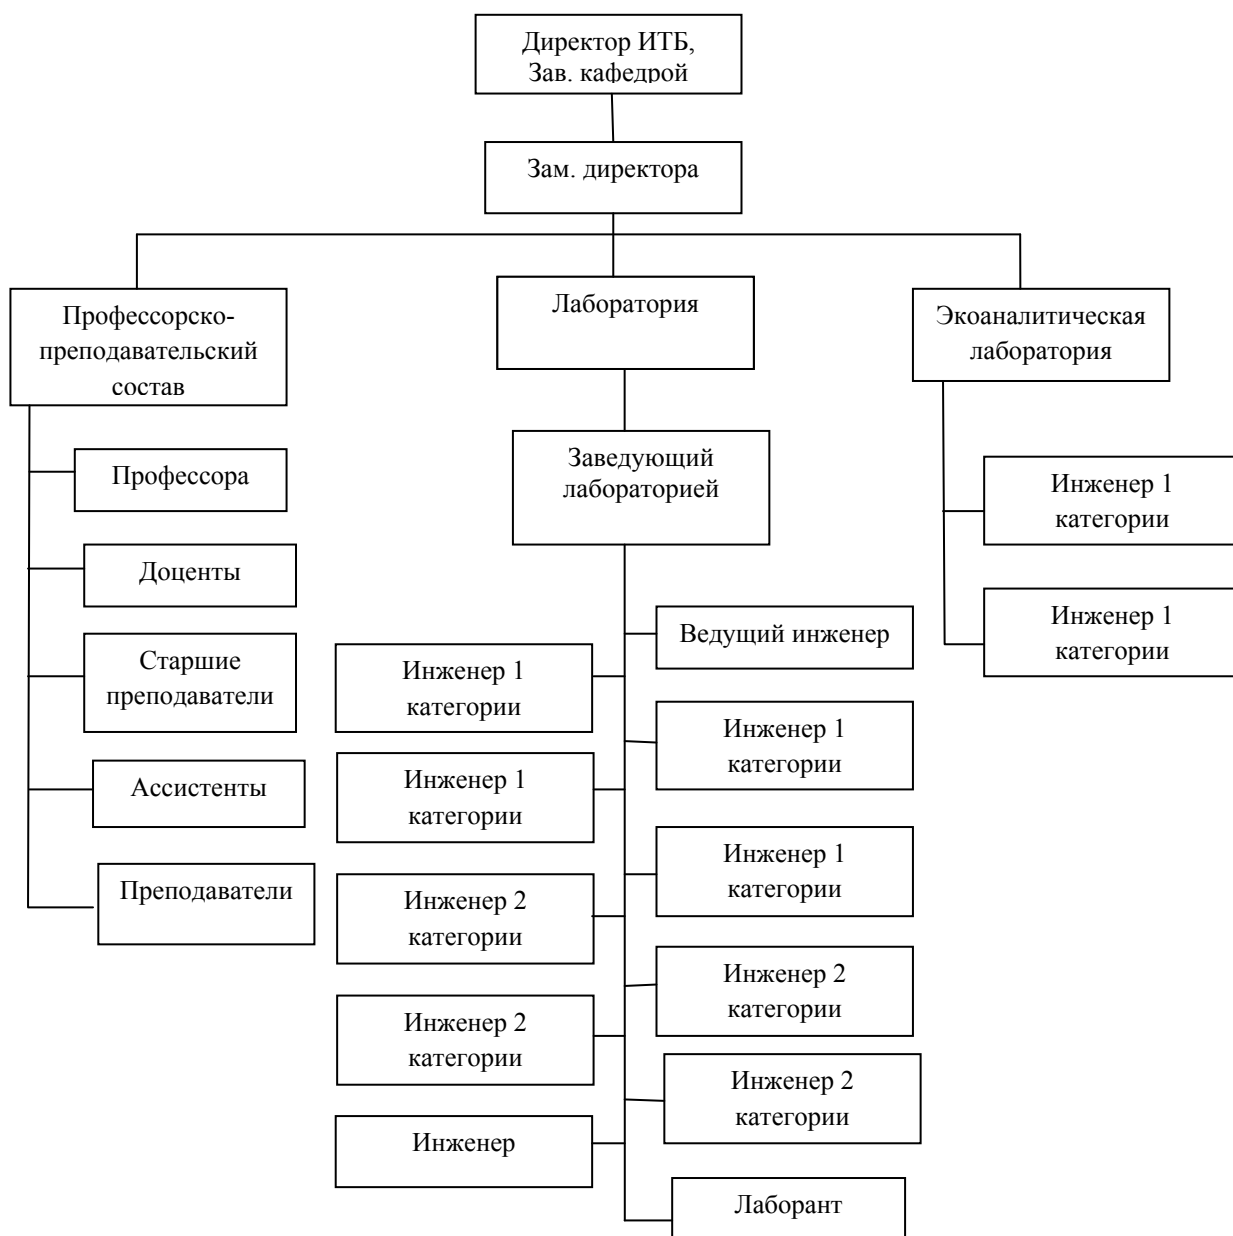 Директор ИТБ,
Зав. кафедрой
Зам. директора
Профессорско-
преподавательский
состав
Лаборатория
Экоаналитическая
лаборатория
Профессора
Доценты
Старшие
преподаватели
Ассистенты
Преподаватели
Заведующий
лабораторией
Инженер 1
категории
Инженер 1
категории
Инженер 2
категории
Инженер 2
категории
Инженер
Ведущий инженер
Инженер 1
категории
Инженер 1
категории
Инженер 2
категории
Инженер 2
категории
Лаборант
Инженер 1
категории
Инженер 1
категории